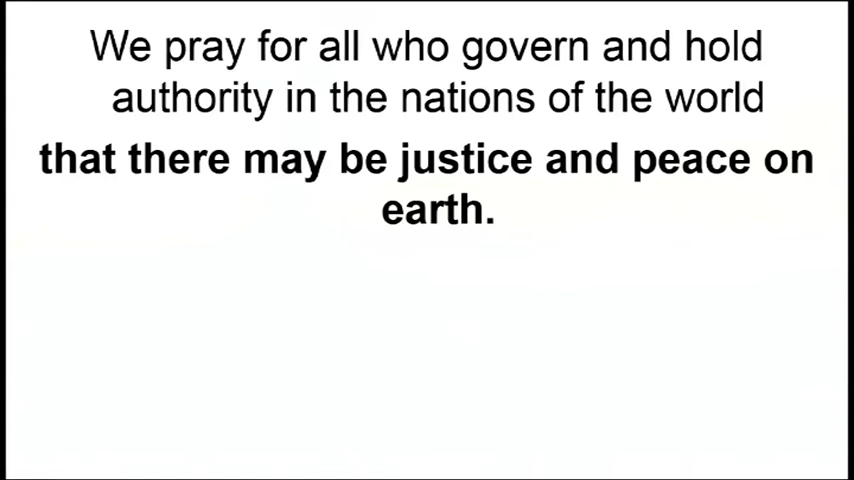 We pray for all who govern and hold
authority in the nations of the world
that there may be justice and peace on
earth.